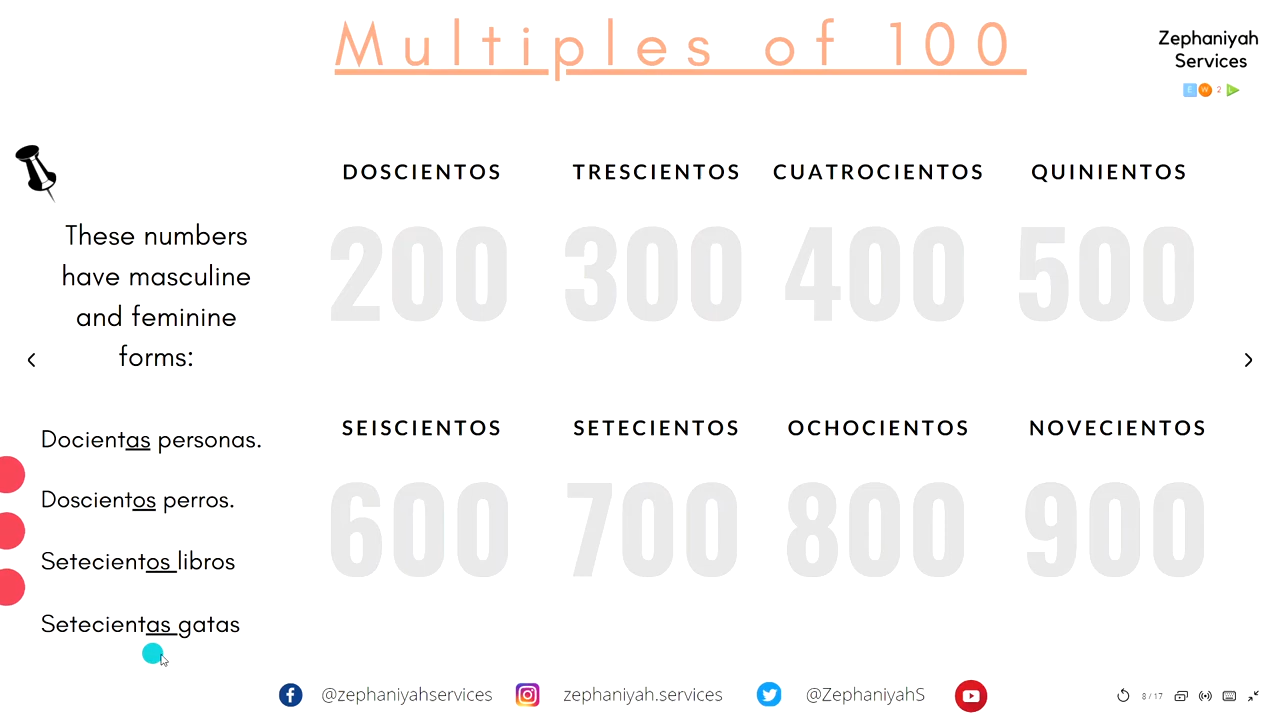 Multiples of 100
Zephaniyah
Services
E W 2 L
These numbers
have masculine
and feminine
forms:
Docientas personas.
Doscientos perros.
Setecientos libros
Setecientas gatas
DOSCIENTOS TRESCIENTOS CUATROCIENTOS QUINIENTOS
200 300 400 500
SEISCIENTOS SETECIENTOS OCHOCIENTOS NOVECIENTOS
600 700 800 900
@zephaniyahservices zephaniyah.services @ZephaniyahS
8 / 17